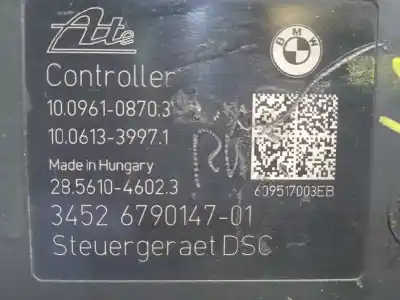 Ate
BMW
Controller
10.0961-0870.3
10.0613-3997.1
Made in Hungary
28.5610-4602.3
609517003EB
3452 6790147-01
Steuergeraet DSC